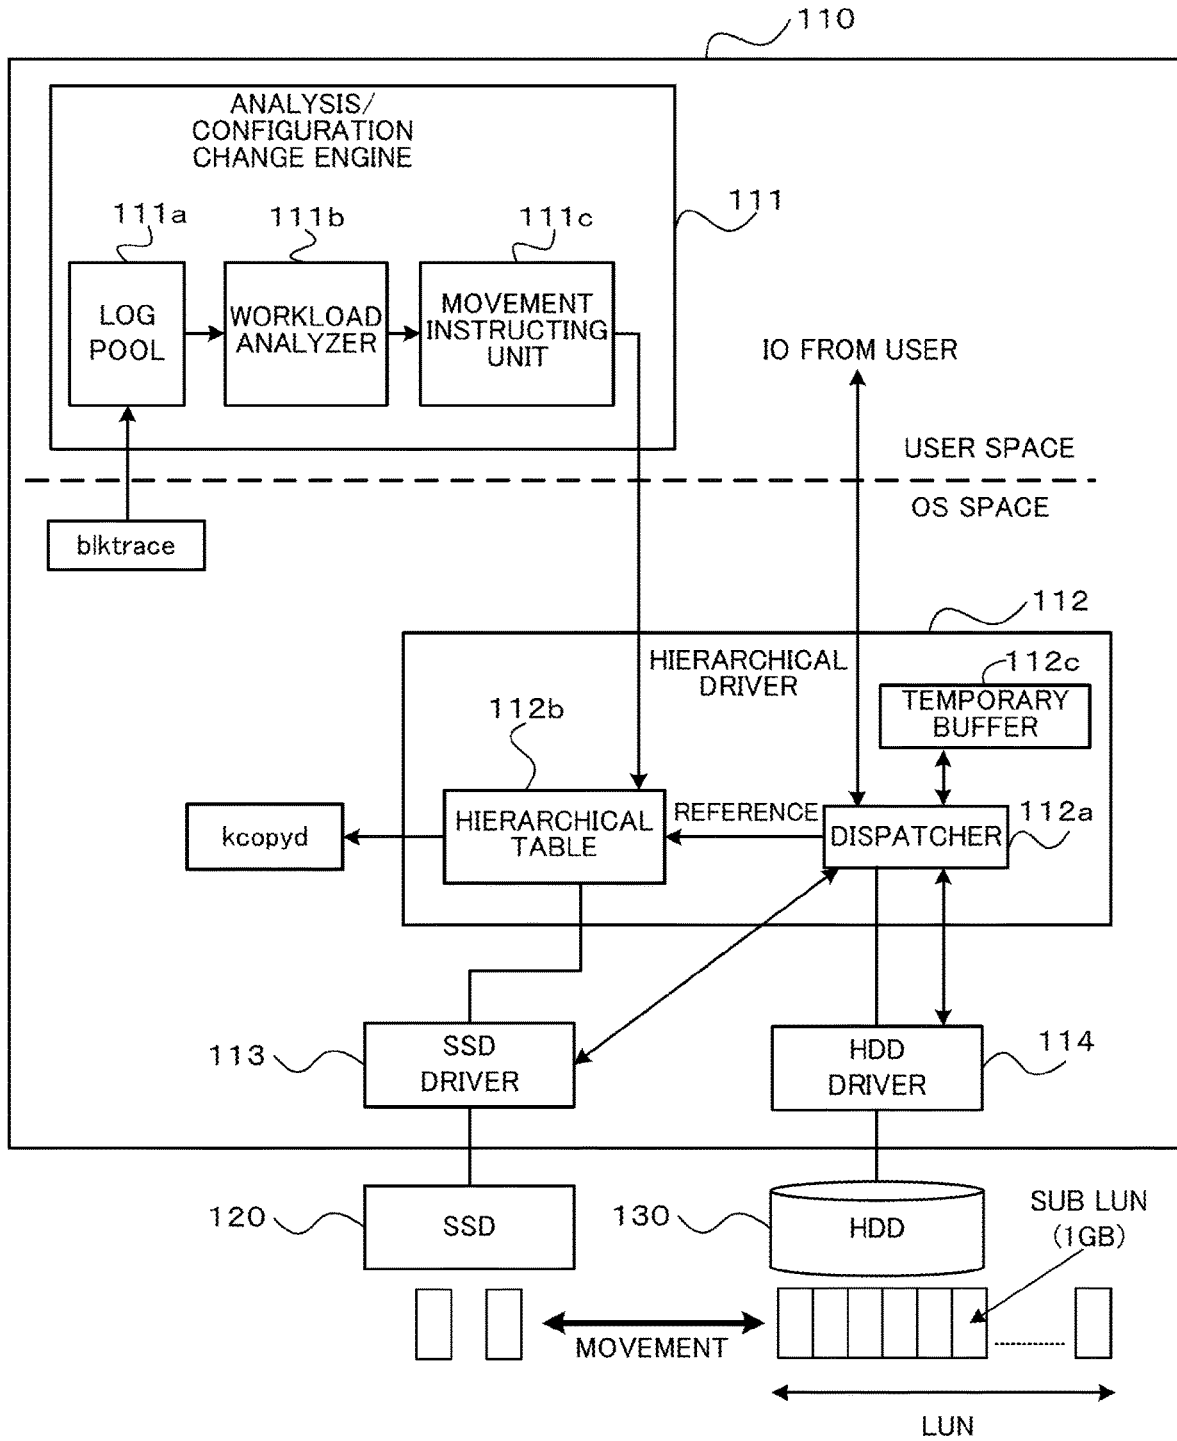 110
ANALYSIS/
CONFIGURATION
CHANGE ENGINE
111
111a
111b
111c
LOG
POOL
WORKLOAD
ANALYZER
MOVEMENT
INSTRUCTING
UNIT
IO FROM USER
USER SPACE
OS SPACE
blktrace
112
HIERARCHICAL
DRIVER
112c
TEMPORARY
BUFFER
112b
HIERARCHICAL
TABLE
REFERENCE
112a
DISPATCHER
kcopyd
113
SSD
DRIVER
114
HDD
DRIVER
120
SSD
130
HDD
SUB LUN
(1GB)
MOVEMENT
LUN